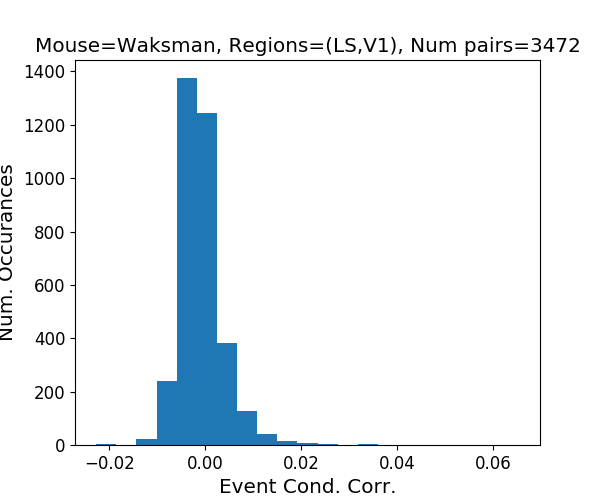 Mouse=Waksman, Regions=(LS,V1), Num pairs=3472
1400
1200
1000
800
600
400
200
0
Num. Occurances
−0.02 0.00 0.02 0.04 0.06
Event Cond. Corr.